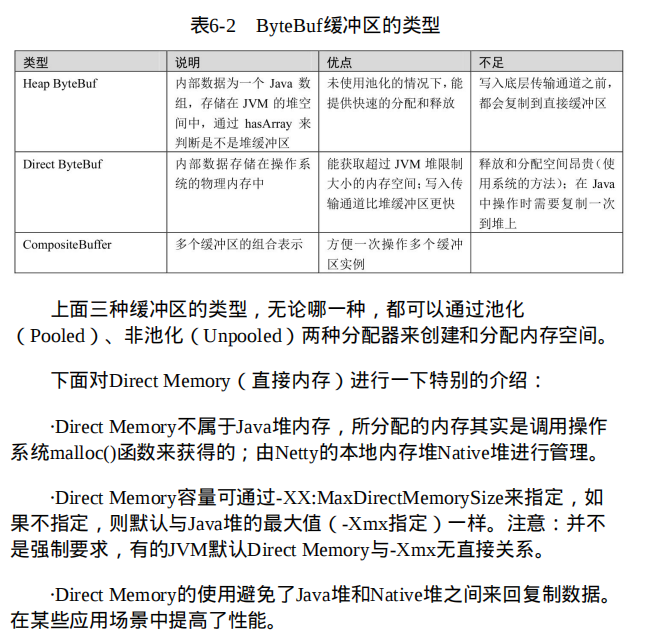 表6-2 ByteBuf缓冲区的类型
类型 说明 优点 不足
Heap ByteBuf 内部数据为一个 Java 数 未使用池化的情况下,能 写入底层传输通道之前,
组,存储在 JVM 的堆空 提供快速的分配和释放 都会复制到直接缓冲区
间中,通过 hasArray 来
判断是不是堆缓冲区
Direct ByteBuf 内部数据存储在操作系 能获取超过 JVM 堆限制 释放和分配空间昂贵(使
统的物理内存中 大小的内存空间;写入传 用系统的方法);在 Java
输通道比堆缓冲区更快 中操作时需要复制一次
到堆上
CompositeBuffer 多个缓冲区的组合表示 方便一次操作多个缓冲
区实例
上面三种缓冲区的类型,无论哪一种,都可以通过池化
(Pooled)、非池化(Unpooled)两种分配器来创建和分配内存空间。
下面对Direct Memory(直接内存)进行一下特别的介绍:
·Direct Memory不属于Java堆内存,所分配的内存其实是调用操作
系统malloc()函数来获得的;由Netty的本地内存堆Native堆进行管理。
·Direct Memory容量可通过-XX:MaxDirectMemorySize来指定,如
果不指定,则默认与Java堆的最大值(-Xmx指定)一样。注意:并不
是强制要求,有的JVM默认Direct Memory与-Xmx无直接关系。
·Direct Memory的使用避免了Java堆和Native堆之间来回复制数据。
在某些应用场景中提高了性能。